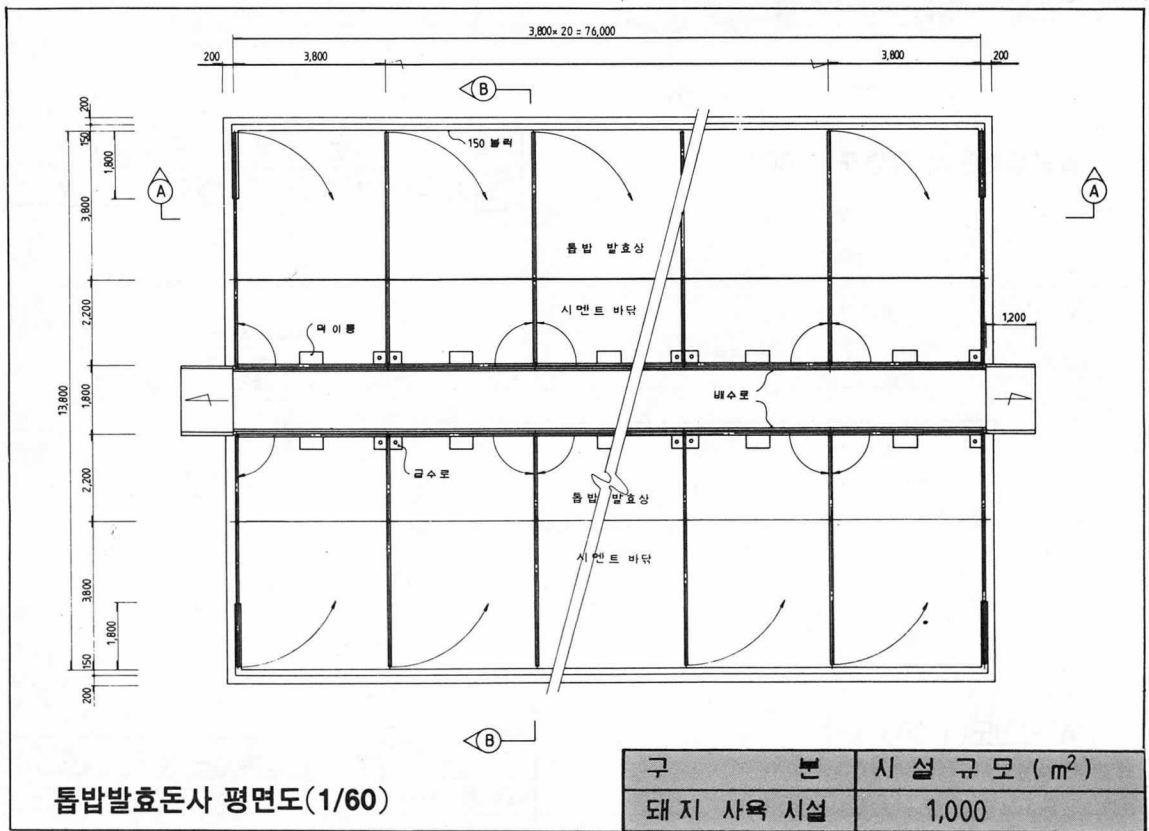 3,800× 20 = 76,000
200
3,800
3,800
200
B
200
150
150 블럭
1,800
A
A
3,800
톱밥 발효상
2,200
시멘트 바닥
먹이통
1,200
13,800
1,800
배수로
2,200
급수로
톱밥 발효상
3,800
시멘트 바닥
1,800
150
200
B
구 분
시 설 규 모 ( m² )
돼 지 사 육 시 설
1,000
톱밥발효돈사 평면도(1/60)